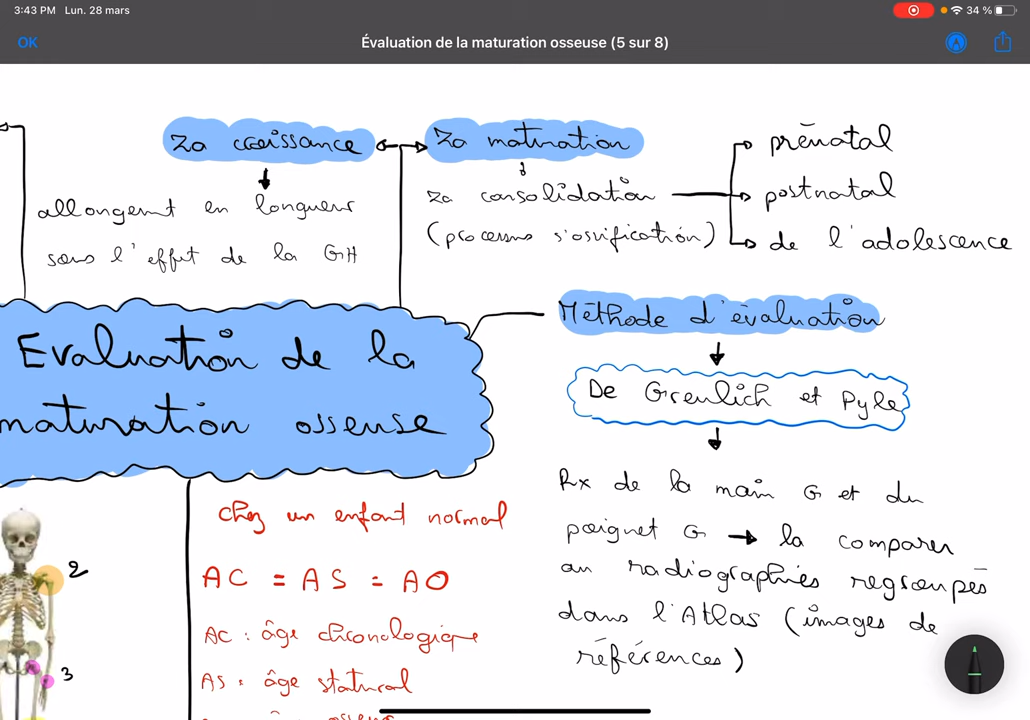 3:43 PM Lun. 28 mars
34 %
OK
Évaluation de la maturation osseuse (5 sur 8)
La croissance
allongemt en longueur
sous l'effet de la GH
La maturation
La consolidation
(processus d'ossification)
prénatal
postnatal
de l'adolescence
Evaluation de la
maturation osseuse
Méthode d'évaluation
De Greulich et Pyle
Rx de la main G et du
poignet G → la comparer
au radiographies regroupés
dans l'Atlas (images de
références)
chez un enfant normal
AC = AS = AO
AC : âge chronologique
AS : âge statural
2
3